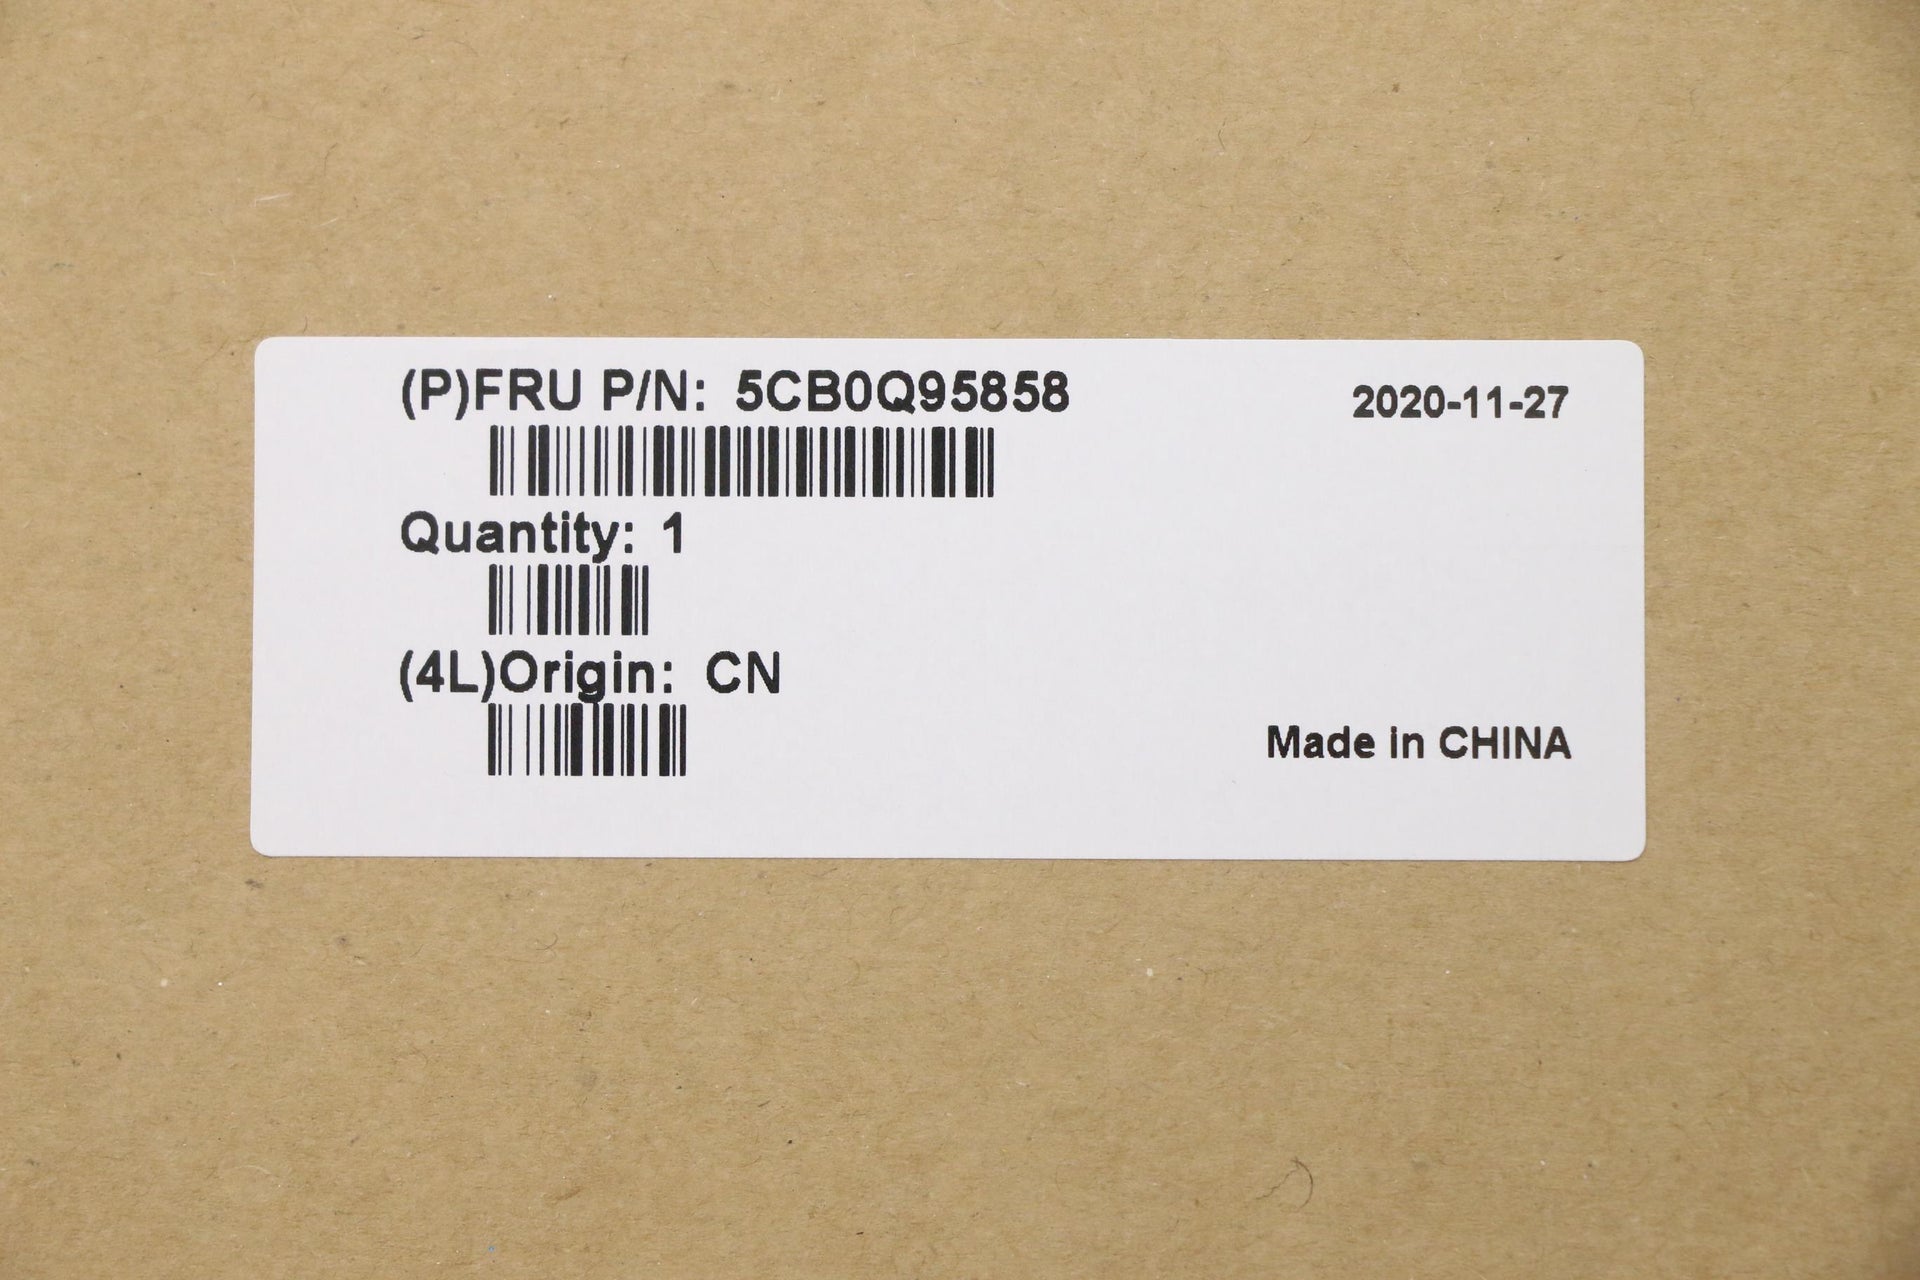 (P)FRU P/N: 5CB0Q95858
2020-11-27
Quantity: 1
(4L)Origin: CN
Made in CHINA